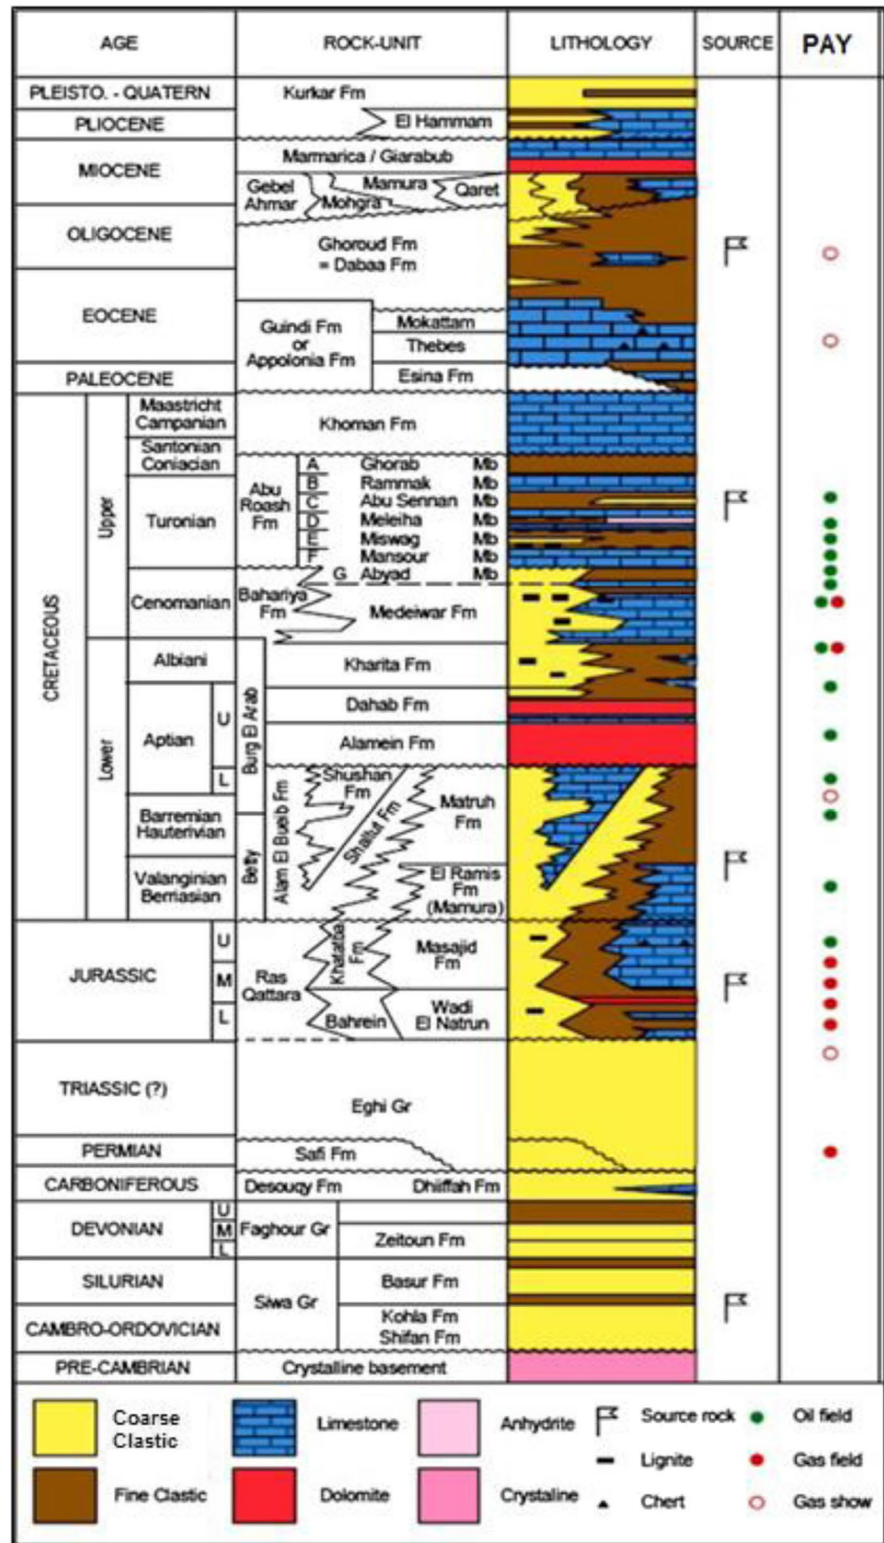 AGE ROCK-UNIT LITHOLOGY SOURCE PAY
PLEISTO. - QUATERN Kurkar Fm
PLIOCENE El Hammam
MIOCENE Marmarica / Giarabub
Gebel Ahmar Mohgra Mamura Qaret
OLIGOCENE Ghoroud Fm
= Dabaa Fm
EOCENE Guindi Fm
or
Appolonia Fm
Mokattam
Thebes
PALEOCENE Esina Fm
CRETACEOUS
Upper
Maastricht
Campanian
Khoman Fm
Santonian
Coniacian
Turonian
Abu
Roash
Fm
A Ghorab Mb
B Rammak Mb
C Abu Sennan Mb
D Meleiha Mb
E Miswag Mb
F Mansour Mb
G Abyad Mb
Cenomanian Bahariya
Fm
Medeiwar Fm
Lower
Albiani Kharita Fm
Burg El Arab
Aptian U Dahab Fm
Alamein Fm
L
Barremian
Hauterivian
Valanginian
Berriasian
Betty
Alam El Bueib Fm
Shushan
Fm
Shaltut Fm
Matruh
Fm
El Ramis
Fm
(Mamura)
JURASSIC
U
M
L
Ras
Qattara
Khatatba
Fm
Masajid
Fm
Bahrein
Wadi
El Natrun
TRIASSIC (?) Eghi Gr
PERMIAN Safi Fm
CARBONIFEROUS Desouqy Fm Dhiiffah Fm
DEVONIAN
U
M
L
Faghour Gr
Zeitoun Fm
SILURIAN Siwa Gr Basur Fm
CAMBRO-ORDOVICIAN Kohla Fm
Shifan Fm
PRE-CAMBRIAN Crystalline basement
Coarse
Clastic
Limestone
Anhydrite
Source rock
Oil field
Lignite
Gas field
Fine Clastic
Dolomite
Crystaline
Chert
Gas show